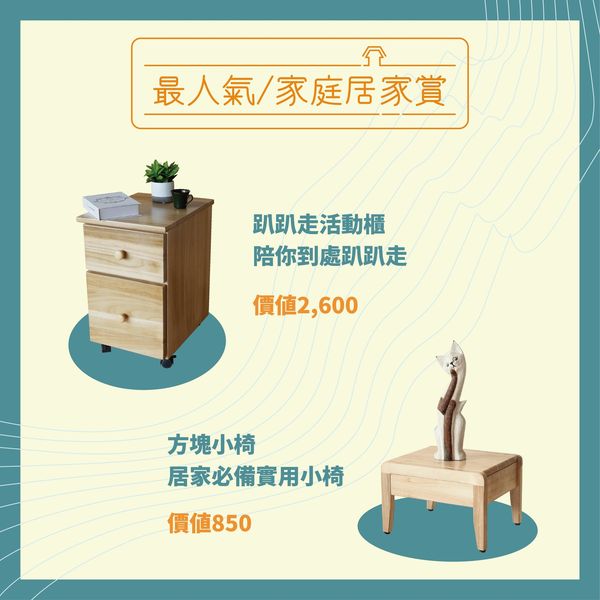 最人氣/家庭居家賞
趴趴走活動櫃
陪你到處趴趴走
價值2,600
方塊小椅
居家必備實用小椅
價值850